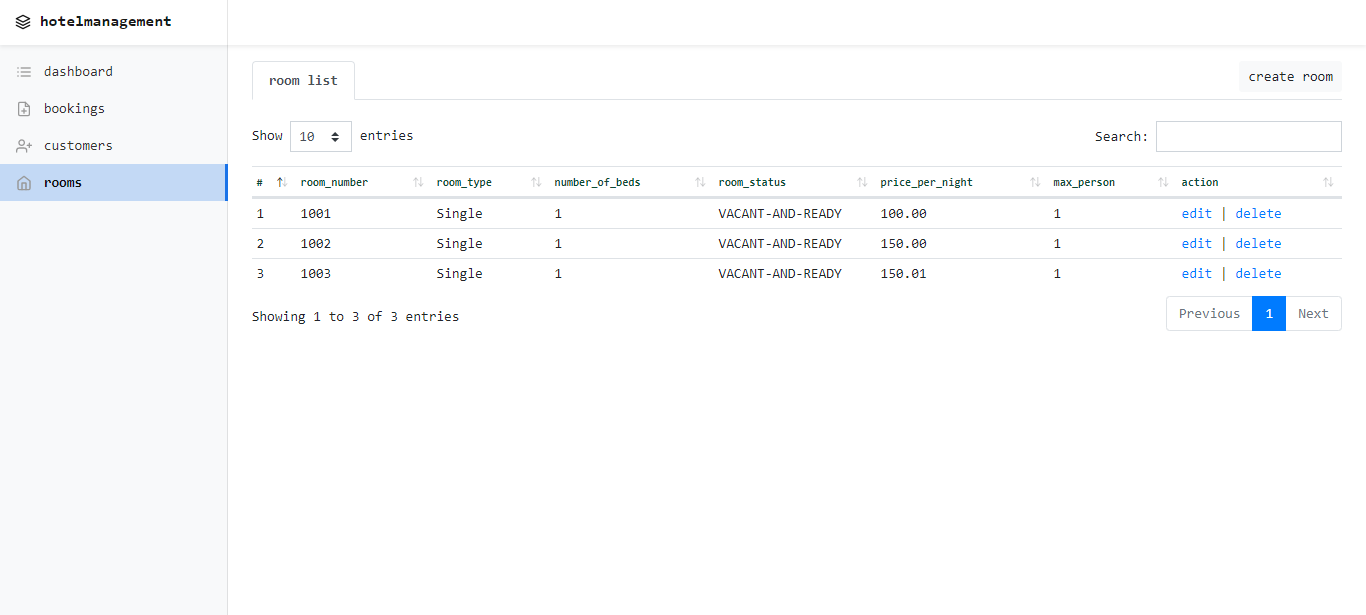 hotelmanagement
dashboard
bookings
customers
rooms
room list
create room
Show 10 entries
Search:
# room_number room_type number_of_beds room_status price_per_night max_person action
1 1001 Single 1 VACANT-AND-READY 100.00 1 edit | delete
2 1002 Single 1 VACANT-AND-READY 150.00 1 edit | delete
3 1003 Single 1 VACANT-AND-READY 150.01 1 edit | delete
Showing 1 to 3 of 3 entries
Previous 1 Next